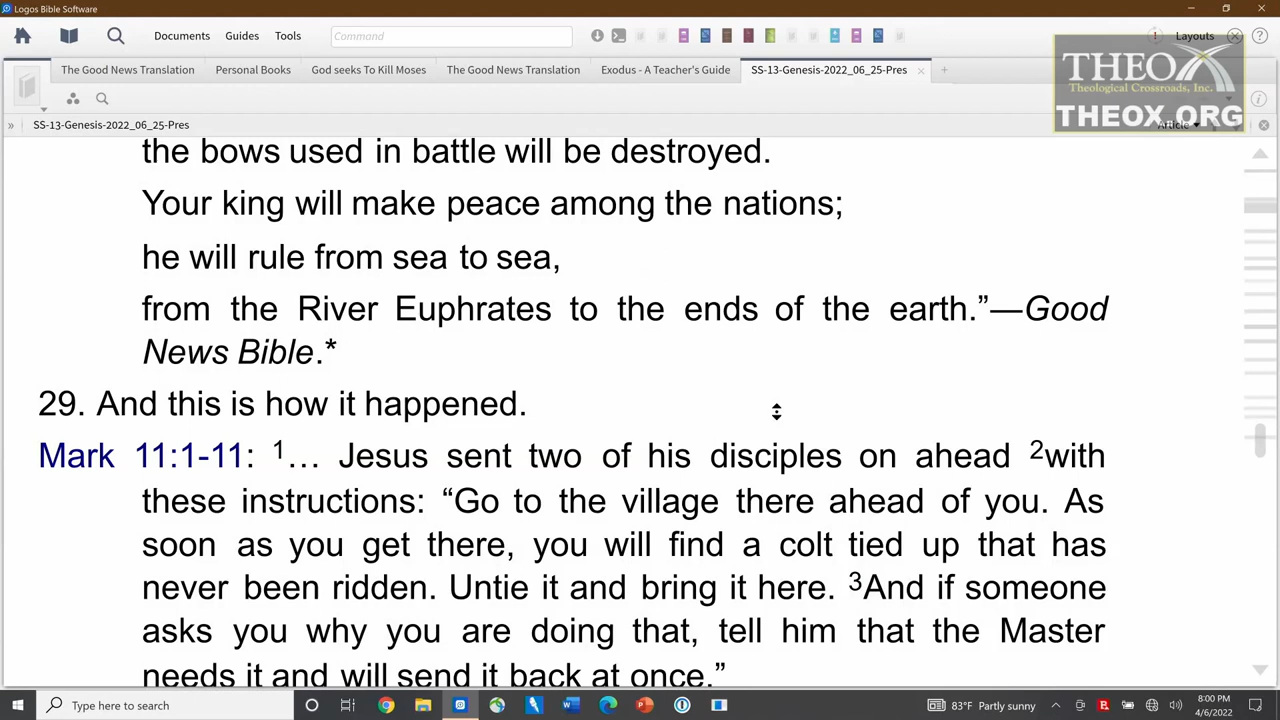 Logos Bible Software
Documents Guides Tools Command Layouts
The Good News Translation Personal Books God seeks To Kill Moses The Good News Translation Exodus - A Teacher's Guide SS-13-Genesis-2022_06_25-Pres
THEOX
Theological Crossroads, Inc.
THEOX.ORG
» SS-13-Genesis-2022_06_25-Pres Article
the bows used in battle will be destroyed.
Your king will make peace among the nations;
he will rule from sea to sea,
from the River Euphrates to the ends of the earth.”—Good
News Bible.*
29. And this is how it happened.
Mark 11:1-11: 1… Jesus sent two of his disciples on ahead 2with
these instructions: “Go to the village there ahead of you. As
soon as you get there, you will find a colt tied up that has
never been ridden. Untie it and bring it here. 3And if someone
asks you why you are doing that, tell him that the Master
needs it and will send it back at once.”
Type here to search 83°F Partly sunny 8:00 PM
4/6/2022